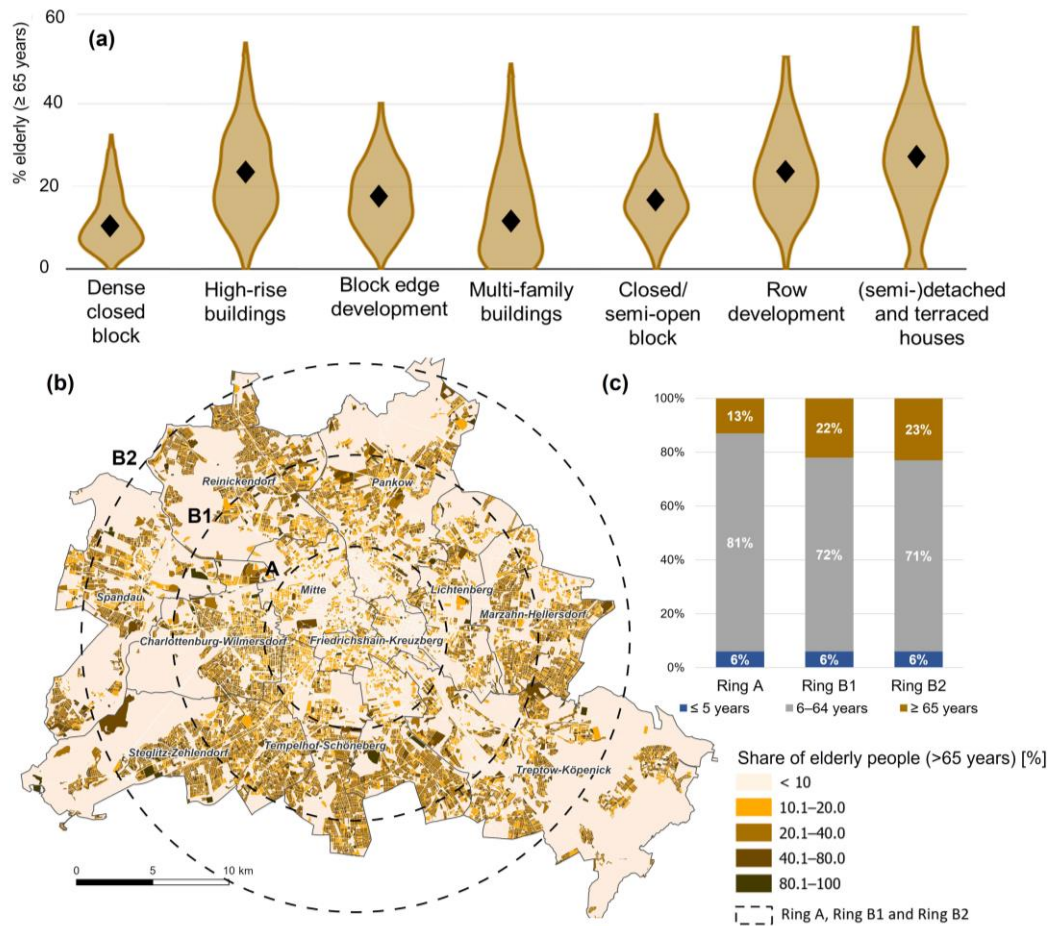 (a)
% elderly (≥ 65 years)
60
40
20
0
Dense
closed
block
High-rise
buildings
Block edge
development
Multi-family
buildings
Closed/
semi-open
block
Row
development
(semi-)detached
and terraced
houses
(b)
B2
B1
A
Reinickendorf
Pankow
Mitte
Lichtenberg
Spandau
Marzahn-Hellersdorf
Charlottenburg-Wilmersdorf
Friedrichshain-Kreuzberg
Steglitz-Zehlendorf
Tempelhof-Schöneberg
Treptow-Köpenick
0 5 10 km
(c)
100%
80%
60%
40%
20%
0%
13%
22%
23%
81%
72%
71%
6%
6%
6%
Ring A
Ring B1
Ring B2
≤ 5 years
6–64 years
≥ 65 years
Share of elderly people (>65 years) [%]
< 10
10.1–20.0
20.1–40.0
40.1–80.0
80.1–100
Ring A, Ring B1 and Ring B2